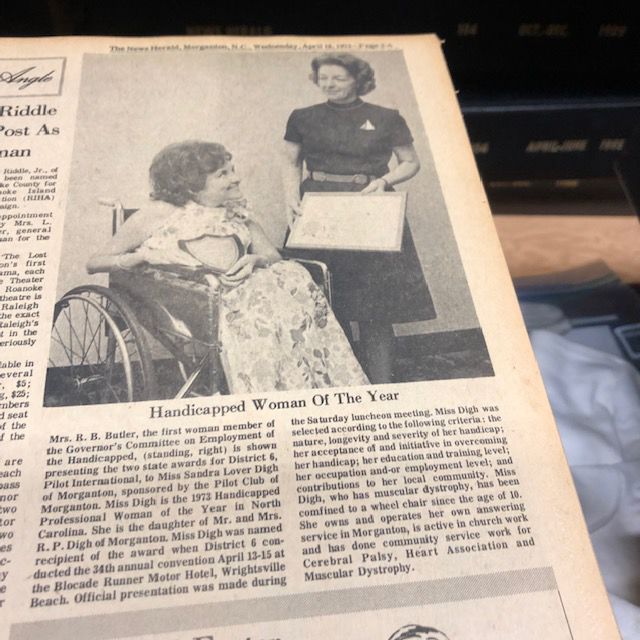 The News Herald, Morganton, N.C., Wednesday, April 18, 1973 - Page
Angle
Riddle
Post As
man
Riddle, Jr., of
been named
ke County for
noke Island
tion (RIHA)
aign.
appointment
y Mrs. L.
er, general
an for the
"The Lost
on's first
ama, each
e Theater
Roanoke
theatre is
Raleigh
the exact
Raleigh's
t in the
eriously
lable in
everal
, $5;
g, $25;
mbers
d seat
of the
f the
are
each
pass
nor
two
tor
wo
es
Handicapped Woman Of The Year
Mrs. R. B. Butler, the first woman member of
the Governor's Committee on Employment of
the Handicapped, (standing, right) is shown
presenting the two state awards for District 6,
Pilot International, to Miss Sandra Lover Digh
of Morganton, sponsored by the Pilot Club of
Morganton. Miss Digh is the 1973 Handicapped
Professional Woman of the Year in North
Carolina. She is the daughter of Mr. and Mrs.
R. P. Digh of Morganton. Miss Digh was named
recipient of the award when District 6 con-
ducted the 34th annual convention April 13-15 at
the Blocade Runner Motor Hotel, Wrightsville
Beach. Official presentation was made during
the Saturday luncheon meeting. Miss Digh was
selected according to the following criteria: the
nature, longevity and severity of her handicap;
her acceptance of and initiative in overcoming
her handicap; her education and training level;
her occupation and-or employment level; and
contributions to her local community. Miss
Digh, who has muscular dystrophy, has been
confined to a wheel chair since the age of 10.
She owns and operates her own answering
service in Morganton, is active in church work
and has done community service work for
Cerebral Palsy, Heart Association and
Muscular Dystrophy.